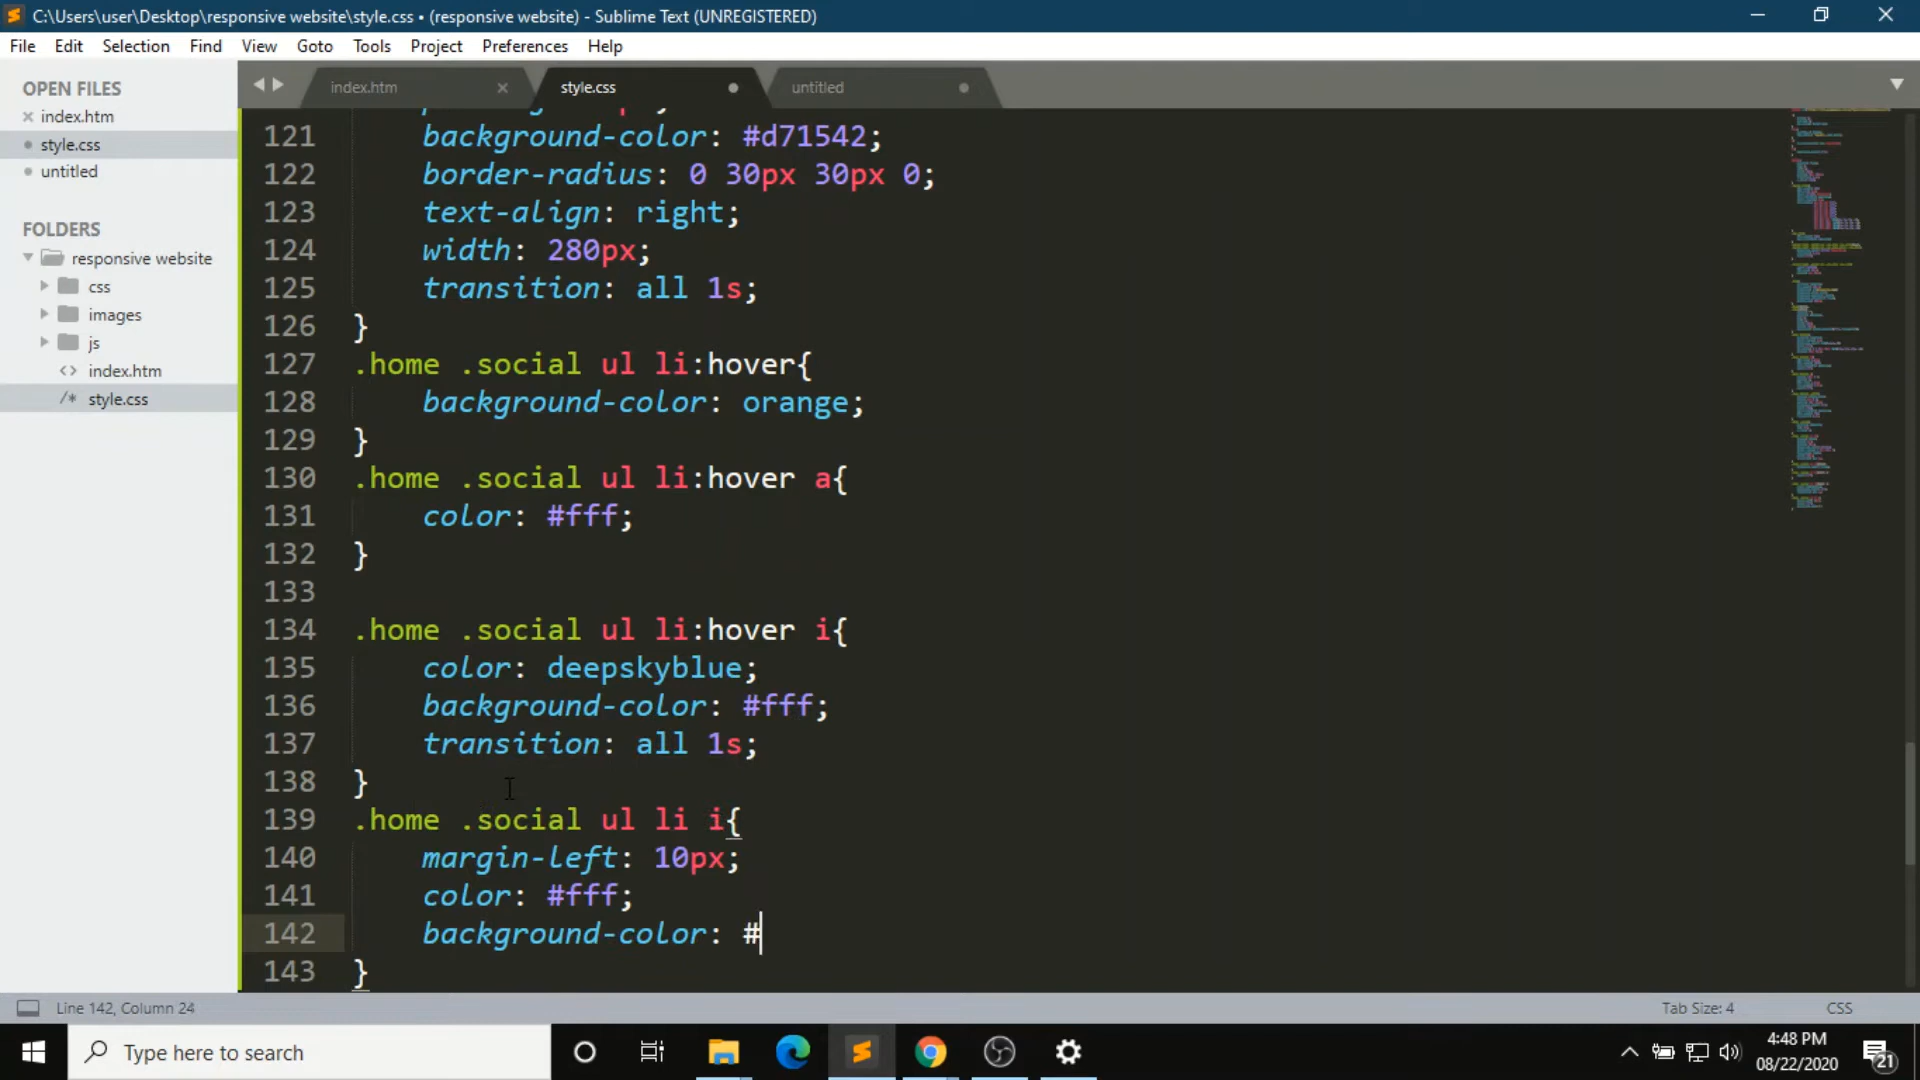 C:\Users\user\Desktop\responsive website\style.css • (responsive website) - Sublime Text (UNREGISTERED)
File Edit Selection Find View Goto Tools Project Preferences Help
OPEN FILES
index.htm
style.css
untitled
FOLDERS
responsive website
css
images
js
<> index.htm
/* style.css
index.htm style.css untitled
121 background-color: #d71542;
122 border-radius: 0 30px 30px 0;
123 text-align: right;
124 width: 280px;
125 transition: all 1s;
126 }
127 .home .social ul li:hover{
128 background-color: orange;
129 }
130 .home .social ul li:hover a{
131 color: #fff;
132 }
133
134 .home .social ul li:hover i{
135 color: deepskyblue;
136 background-color: #fff;
137 transition: all 1s;
138 }
139 .home .social ul li i{
140 margin-left: 10px;
141 color: #fff;
142 background-color: #
143 }
Line 142, Column 24 Tab Size: 4 CSS
Type here to search
4:48 PM
08/22/2020
21